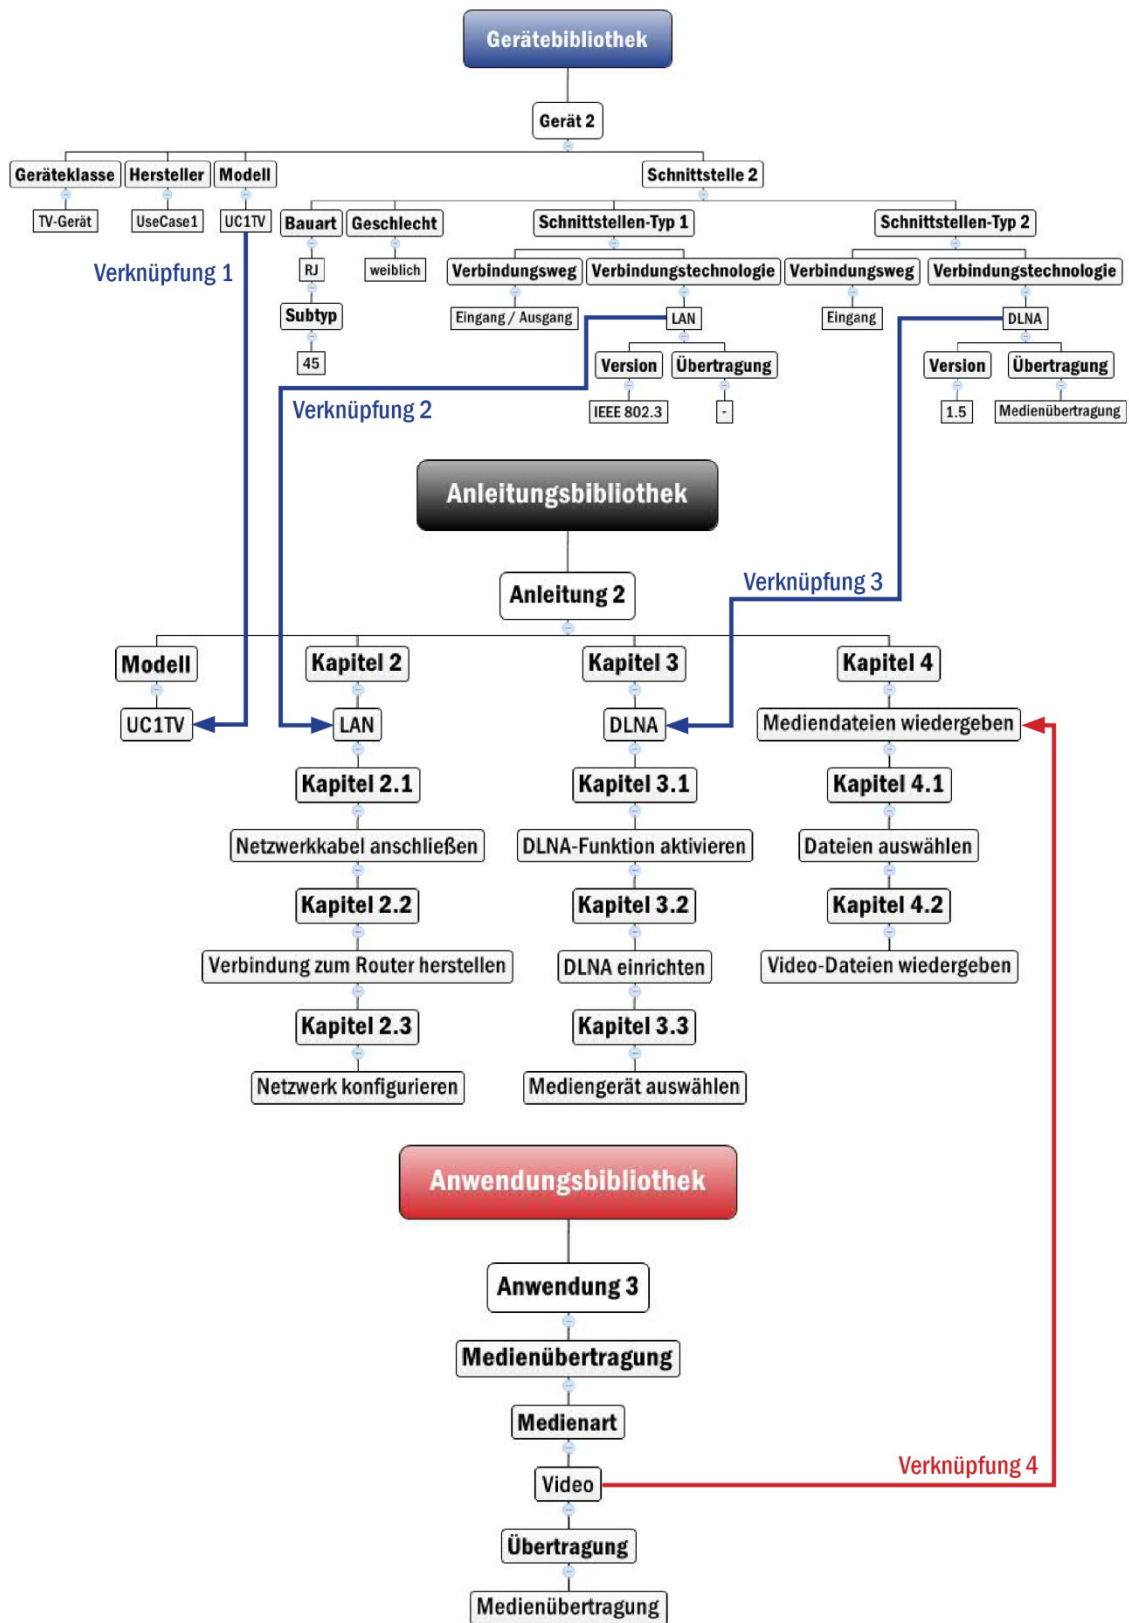 Gerätebibliothek
Gerät 2
Geräteklasse
Hersteller
Modell
Schnittstelle 2
TV-Gerät
UseCase1
UC1TV
Bauart
Geschlecht
Schnittstellen-Typ 1
Schnittstellen-Typ 2
Verknüpfung 1
RJ
weiblich
Verbindungsweg
Verbindungstechnologie
Verbindungsweg
Verbindungstechnologie
Subtyp
Eingang / Ausgang
LAN
Eingang
DLNA
45
Version
Übertragung
Version
Übertragung
Verknüpfung 2
IEEE 802.3
-
1.5
Medienübertragung
Anleitungsbibliothek
Verknüpfung 3
Anleitung 2
Modell
Kapitel 2
Kapitel 3
Kapitel 4
UC1TV
LAN
DLNA
Mediendateien wiedergeben
Kapitel 2.1
Kapitel 3.1
Kapitel 4.1
Netzwerkkabel anschließen
DLNA-Funktion aktivieren
Dateien auswählen
Kapitel 2.2
Kapitel 3.2
Kapitel 4.2
Verbindung zum Router herstellen
DLNA einrichten
Video-Dateien wiedergeben
Kapitel 2.3
Kapitel 3.3
Netzwerk konfigurieren
Mediengerät auswählen
Anwendungsbibliothek
Anwendung 3
Medienübertragung
Medienart
Verknüpfung 4
Video
Übertragung
Medienübertragung